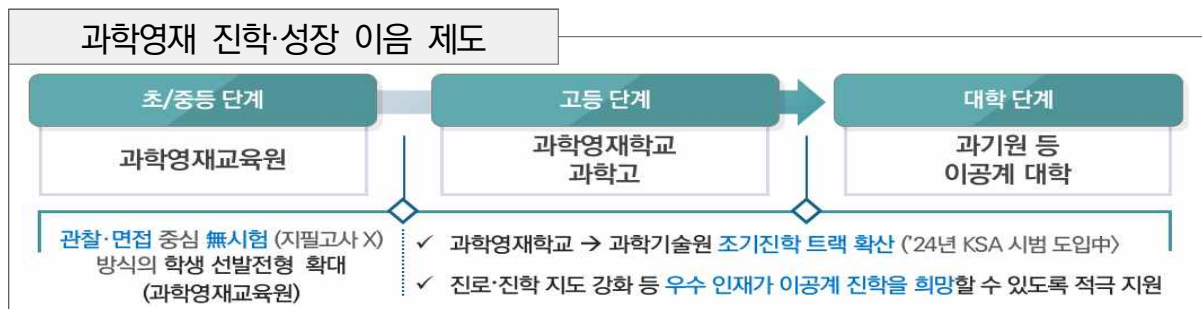 과학영재 진학·성장 이음 제도
초/중등 단계
고등 단계
대학 단계
과학영재교육원
과학영재학교
과학고
과기원 등
이공계 대학
관찰·면접 중심 無시험 (지필고사 X)
방식의 학생 선발전형 확대
(과학영재교육원)
✓ 과학영재학교 → 과학기술원 조기진학 트랙 확산 ('24년 KSA 시범 도입中〉
✓ 진로·진학 지도 강화 등 우수 인재가 이공계 진학을 희망할 수 있도록 적극 지원